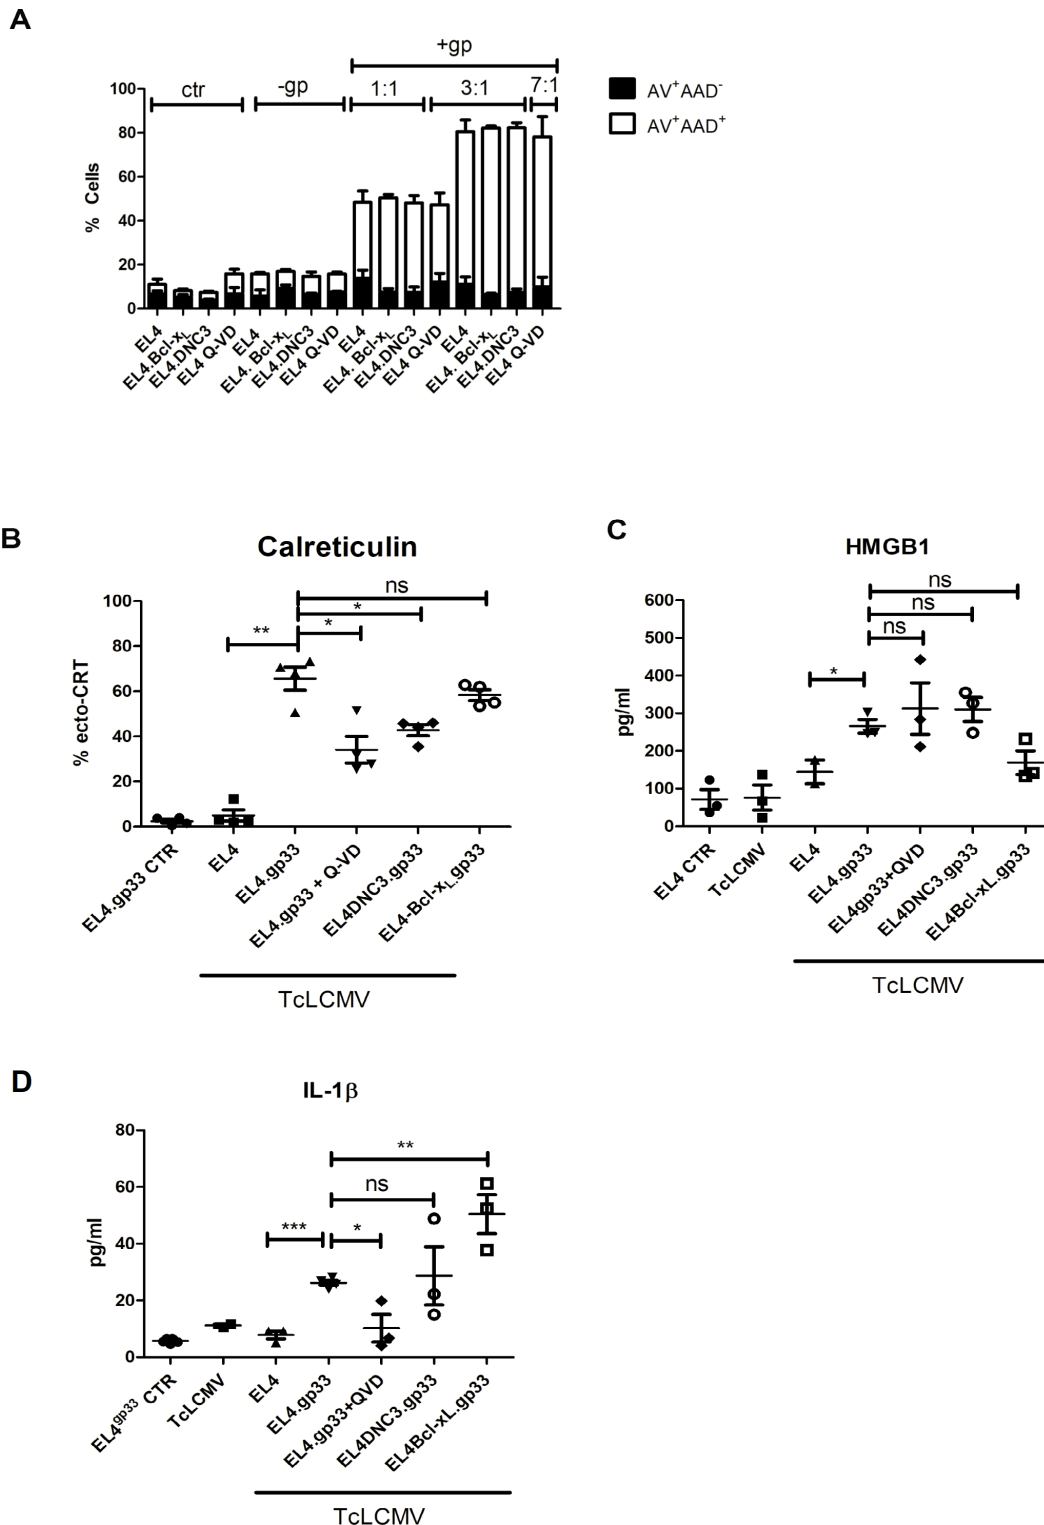 A
+gp
ctr
-gp
1:1
3:1
7:1
AV+AAD-
AV+AAD+
% Cells
100
80
60
40
20
0
EL4
EL4.Bcl-xL
EL4.DNC3
EL4 Q-VD
EL4
EL4. Bcl-xL
EL4.DNC3
EL4 Q-VD
EL4
EL4. Bcl-xL
EL4.DNC3
EL4 Q-VD
EL4
EL4. Bcl-xL
EL4.DNC3
EL4 Q-VD
B
Calreticulin
ns
*
*
**
% ecto-CRT
100
80
60
40
20
0
EL4.gp33 CTR
EL4
EL4.gp33
EL4.gp33 + Q-VD
EL4DNC3.gp33
EL4-Bcl-xL.gp33
TcLCMV
C
HMGB1
ns
ns
ns
*
pg/ml
600
500
400
300
200
100
0
EL4 CTR
TcLCMV
EL4
EL4.gp33
EL4gp33+QVD
EL4DNC3.gp33
EL4Bcl-xL.gp33
TcLCMV
D
IL-1β
**
ns
***
*
pg/ml
80
60
40
20
0
EL4gp33 CTR
TcLCMV
EL4
EL4.gp33
EL4.gp33+QVD
EL4DNC3.gp33
EL4Bcl-xL.gp33
TcLCMV